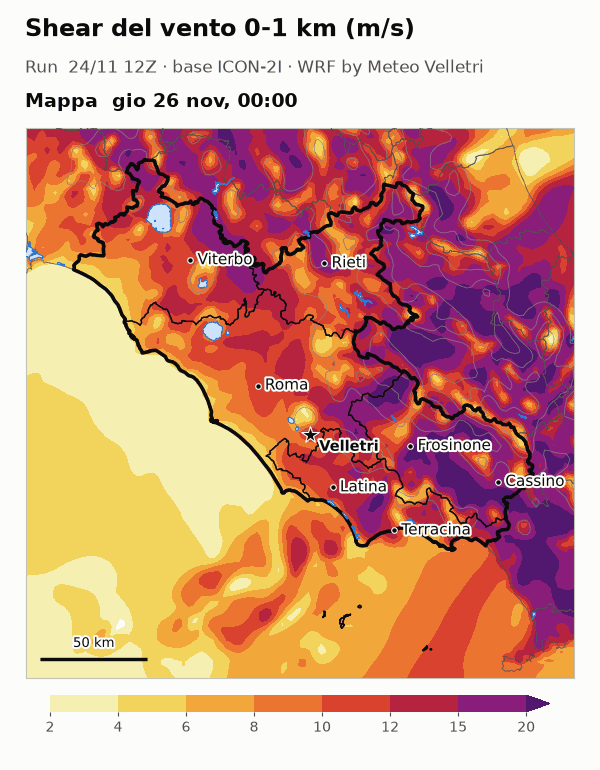 Shear del vento 0-1 km (m/s)
Run  24/11 12Z · base ICON-2I · WRF by Meteo Velletri
Mappa  gio 26 nov, 00:00
Viterbo
Rieti
Roma
Velletri
Frosinone
Cassino
Latina
Terracina
50 km
2 4 6 8 10 12 15 20